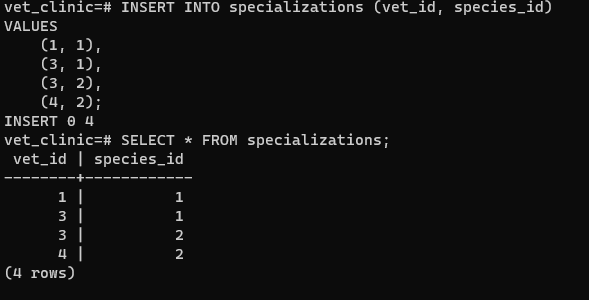 vet_clinic=# INSERT INTO specializations (vet_id, species_id)
VALUES
    (1, 1),
    (3, 1),
    (3, 2),
    (4, 2);
INSERT 0 4
vet_clinic=# SELECT * FROM specializations;
 vet_id | species_id
--------+------------
      1 |          1
      3 |          1
      3 |          2
      4 |          2
(4 rows)